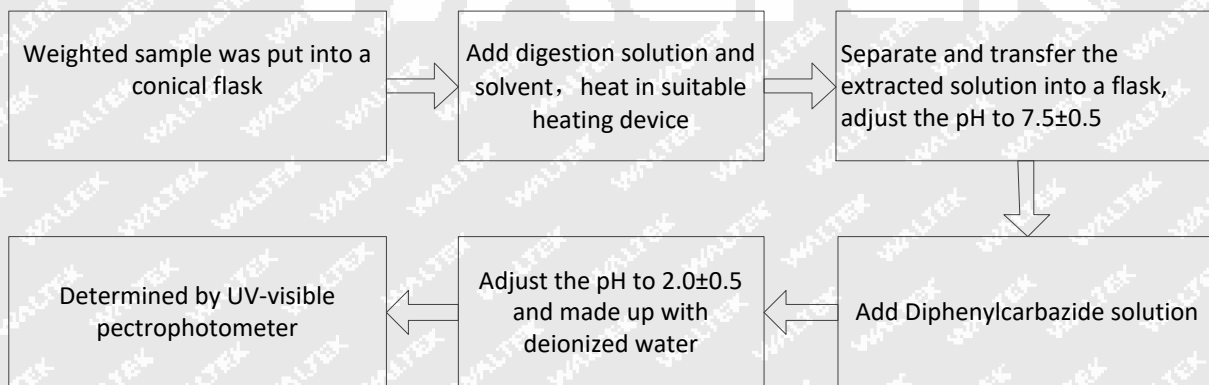 Weighted sample was put into a
conical flask
Add digestion solution and
solvent，heat in suitable
heating device
Separate and transfer the
extracted solution into a flask,
adjust the pH to 7.5±0.5
Add Diphenylcarbazide solution
Adjust the pH to 2.0±0.5
and made up with
deionized water
Determined by UV-visible
pectrophotometer
WALTEK